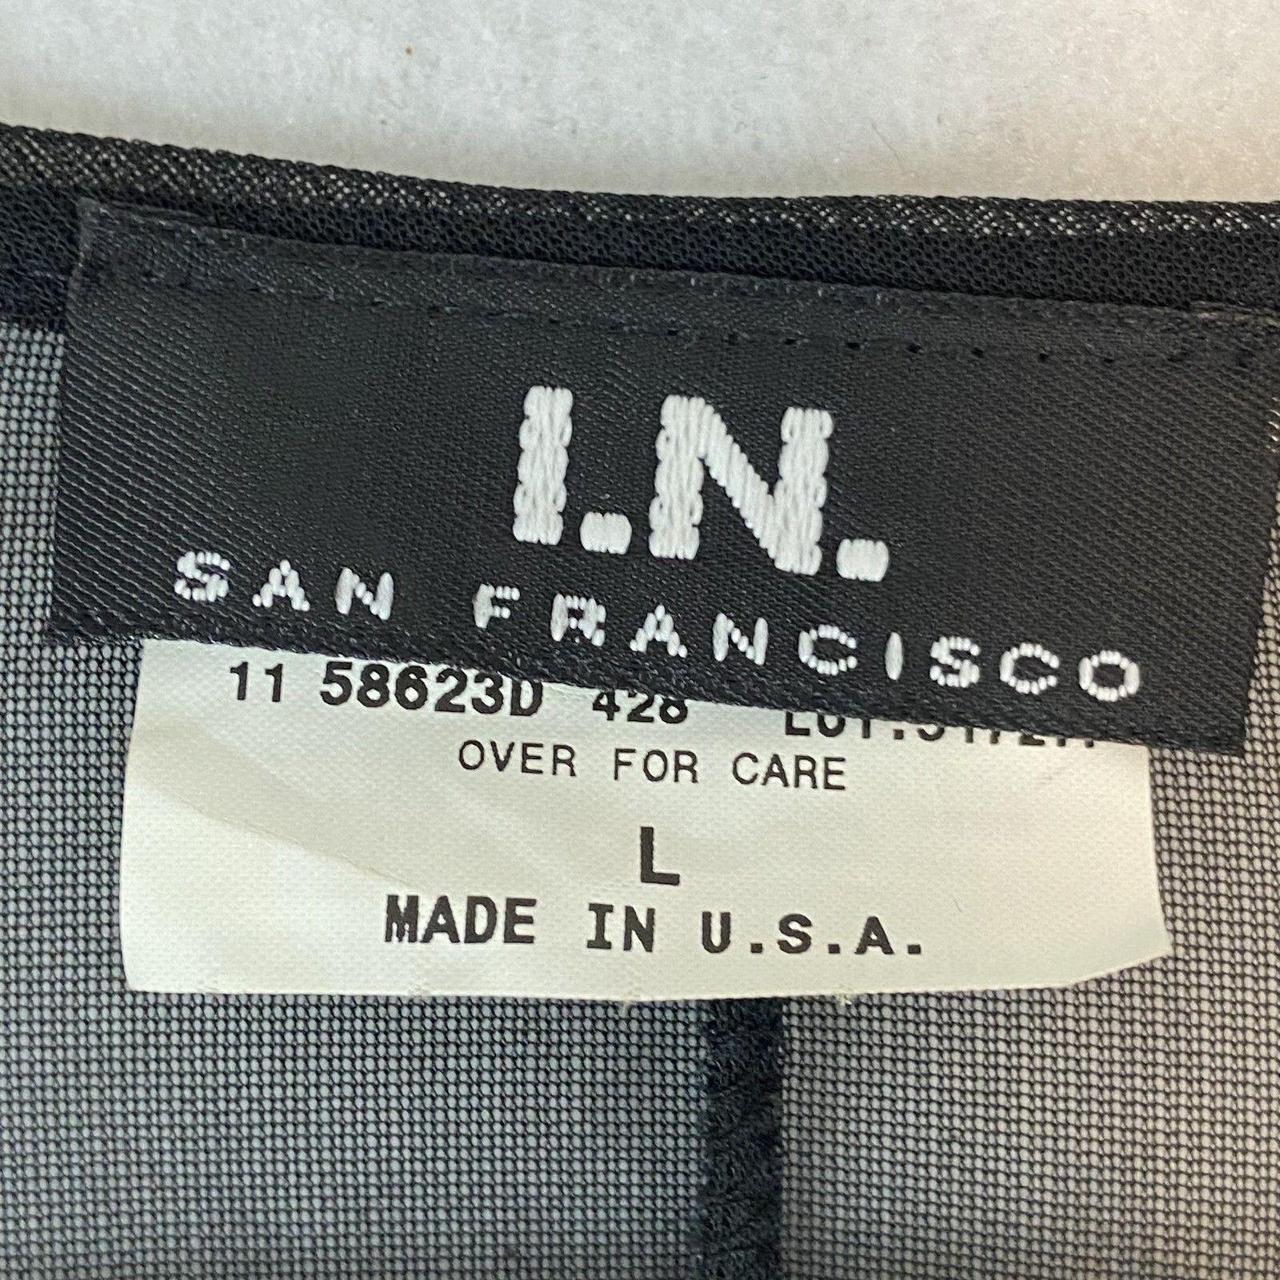 I.N.
SAN FRANCISCO
11 58623D 428
OVER FOR CARE
L
MADE IN U.S.A.